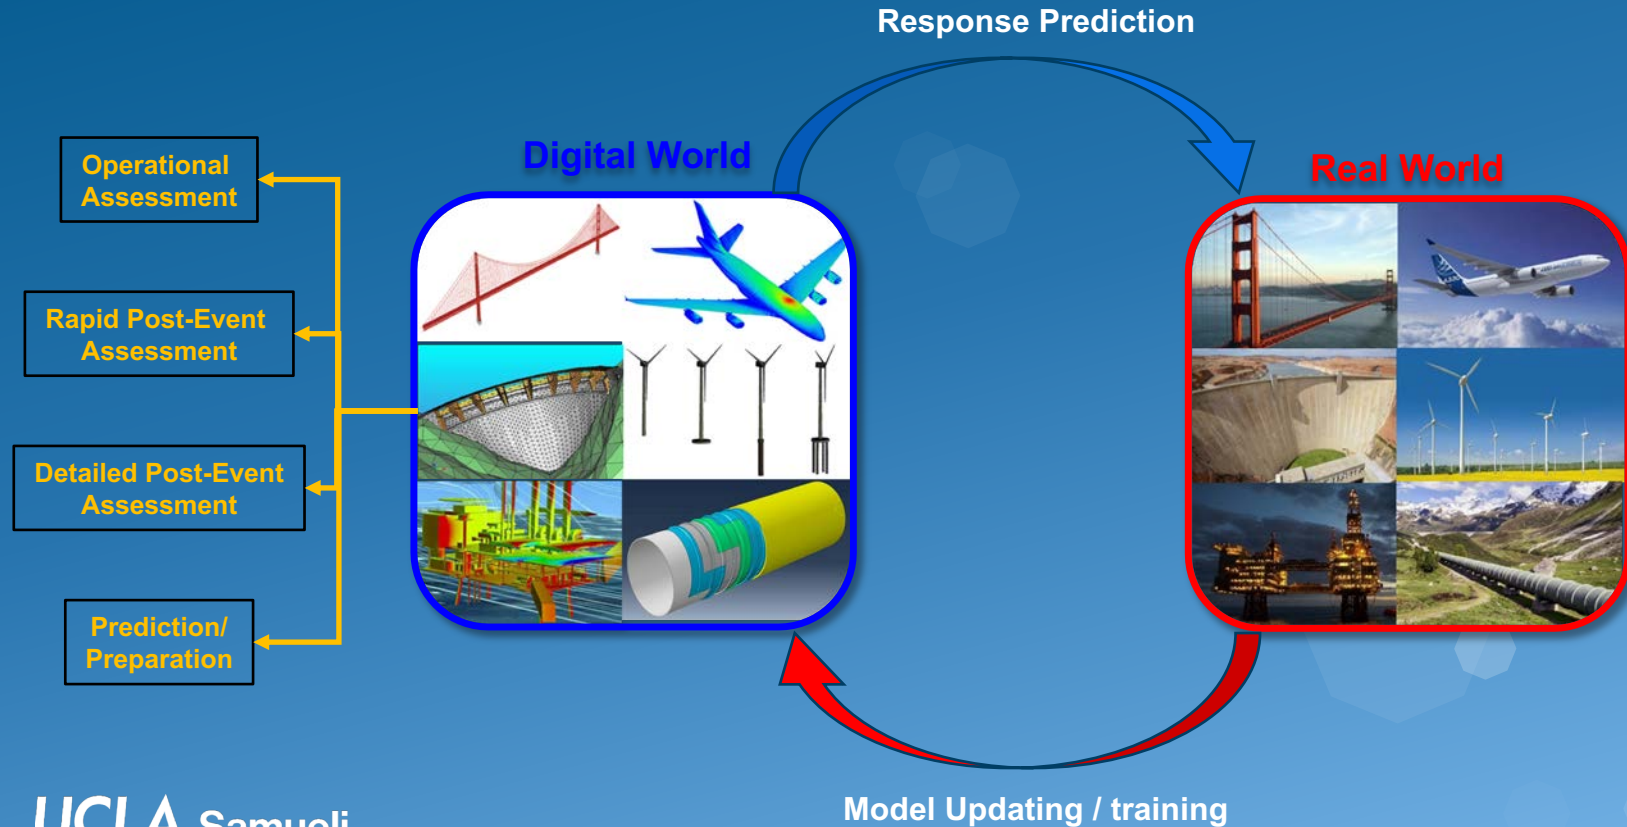 Response Prediction
Digital World
Real World
Operational
Assessment
Rapid Post-Event
Assessment
Detailed Post-Event
Assessment
Prediction/
Preparation
Model Updating / training
UCLA Samueli